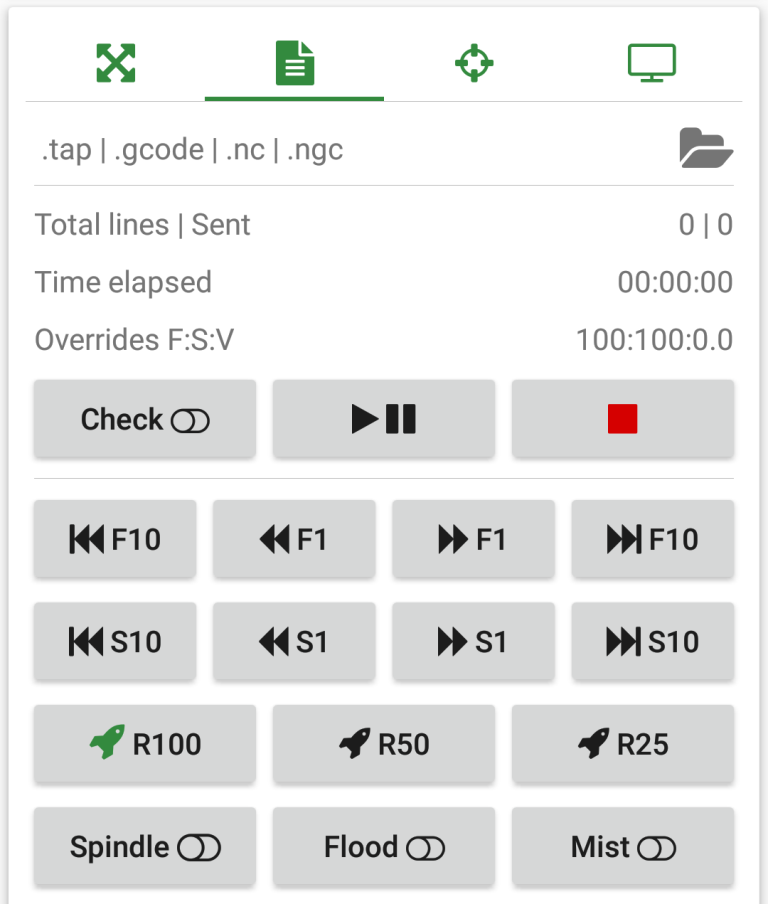 .tap | .gcode | .nc | .ngc
Total lines | Sent 0 | 0
Time elapsed 00:00:00
Overrides F:S:V 100:100:0.0
Check
F10 F1 F1 F10
S10 S1 S1 S10
R100 R50 R25
Spindle Flood Mist